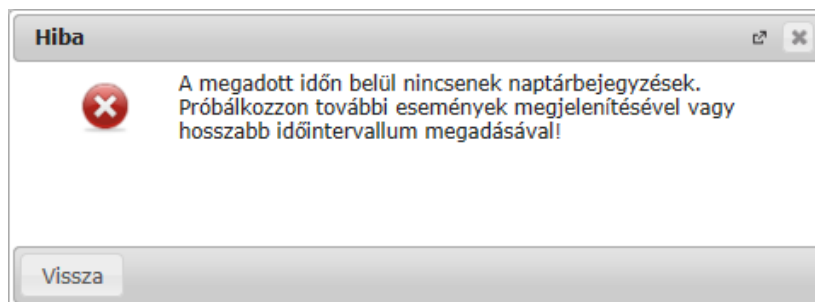 Hiba
A megadott időn belül nincsenek naptárbejegyzések.
Próbálkozzon további események megjelenítésével vagy
hosszabb időintervallum megadásával!
Vissza